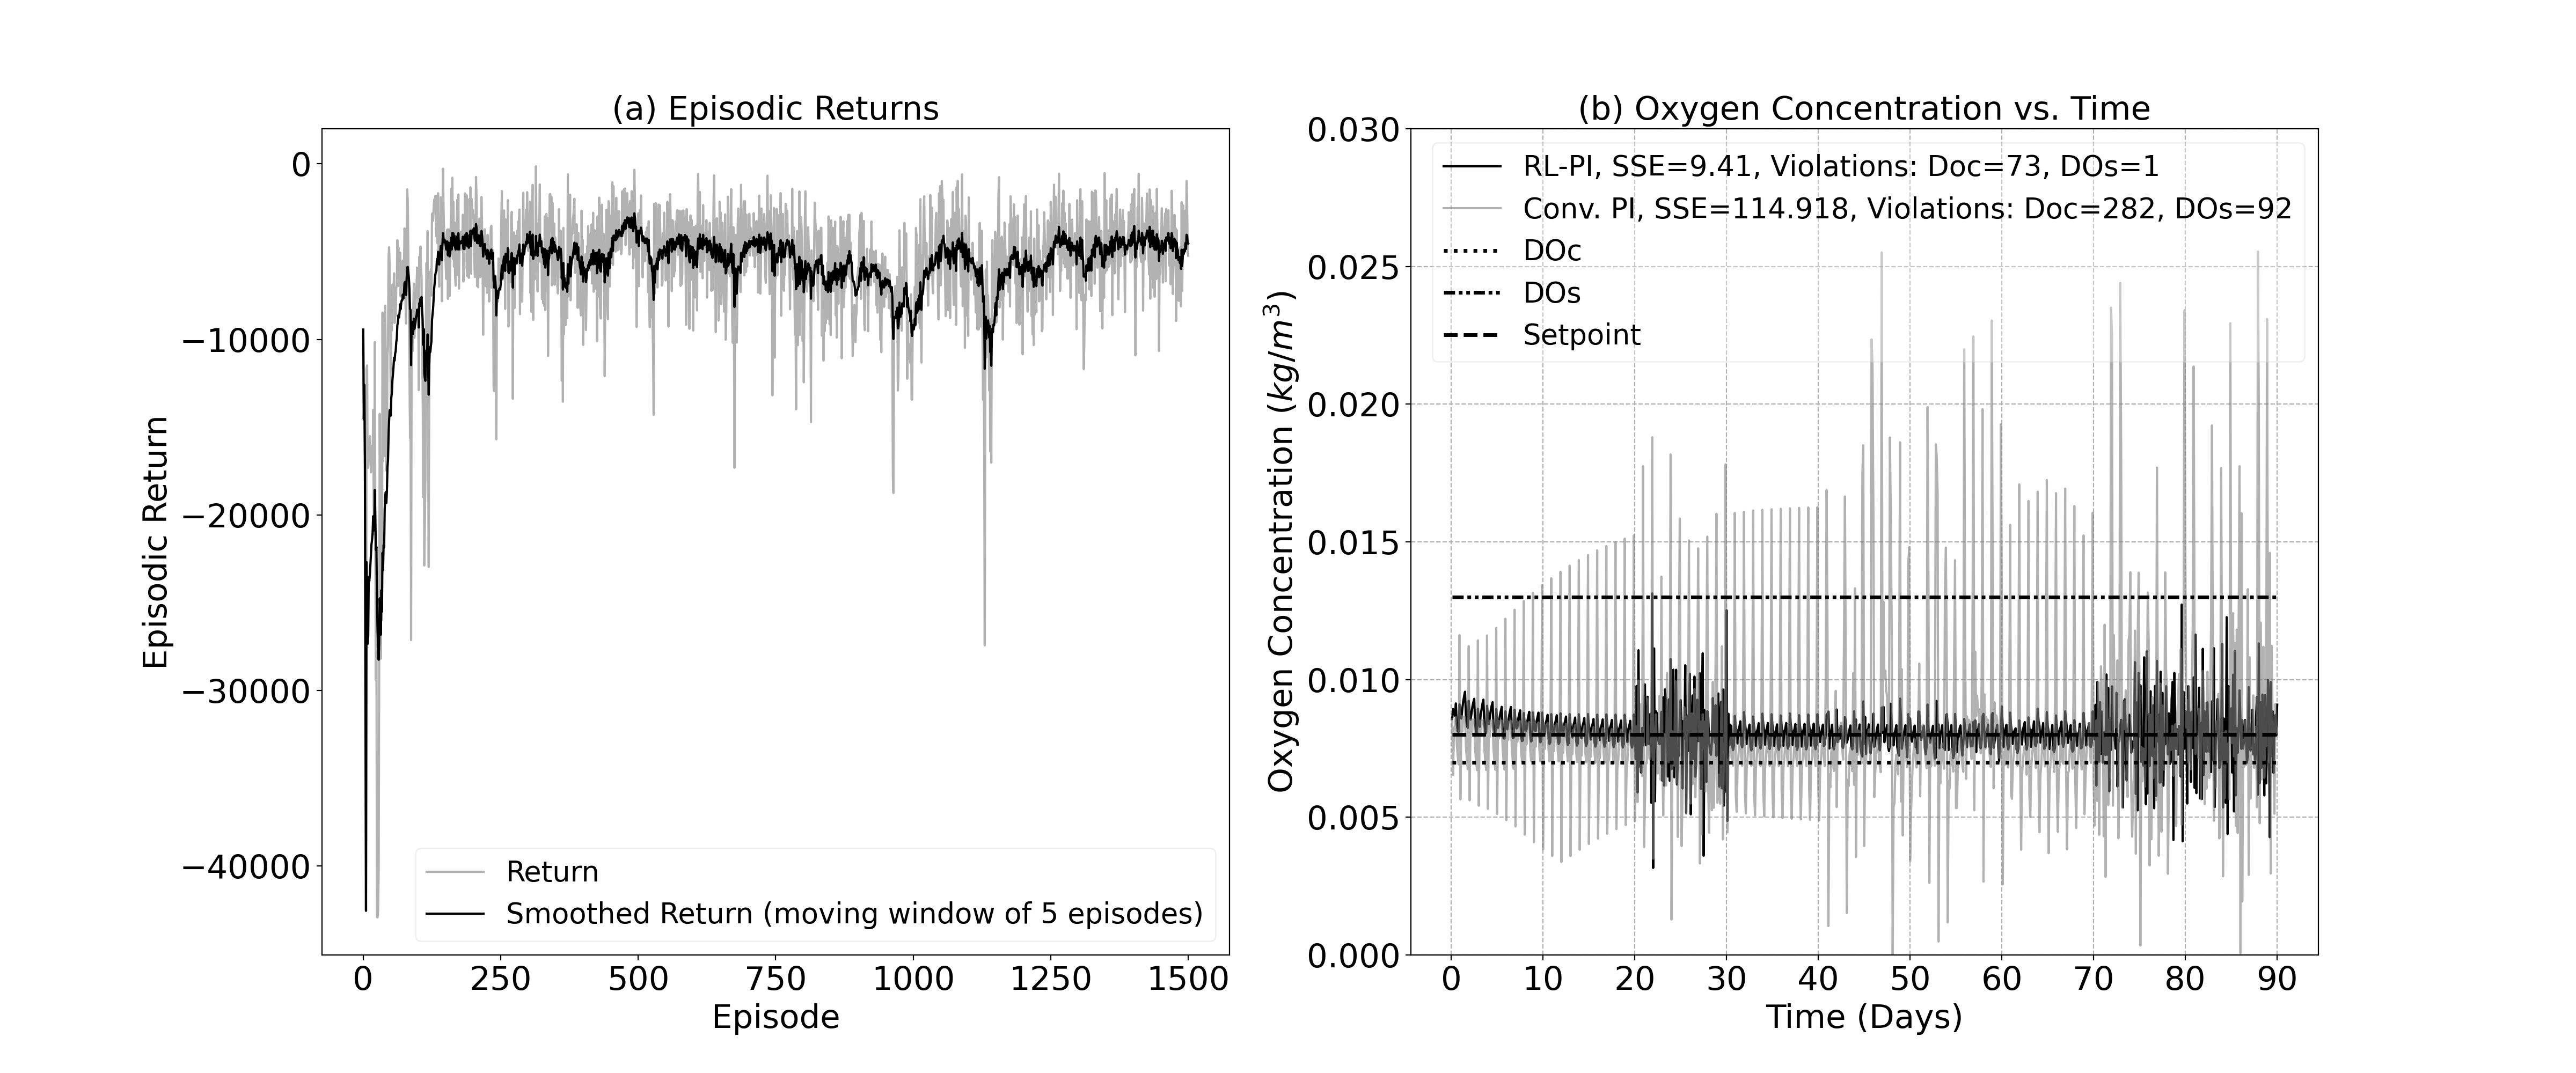 (a) Episodic Returns
Episodic Return
0
−10000
−20000
−30000
−40000
Return
Smoothed Return (moving window of 5 episodes)
0 250 500 750 1000 1250 1500
Episode
(b) Oxygen Concentration vs. Time
Oxygen Concentration (kg/m³)
0.030
0.025
0.020
0.015
0.010
0.005
0.000
RL-PI, SSE=9.41, Violations: Doc=73, DOs=1
Conv. PI, SSE=114.918, Violations: Doc=282, DOs=92
DOc
DOs
Setpoint
0 10 20 30 40 50 60 70 80 90
Time (Days)